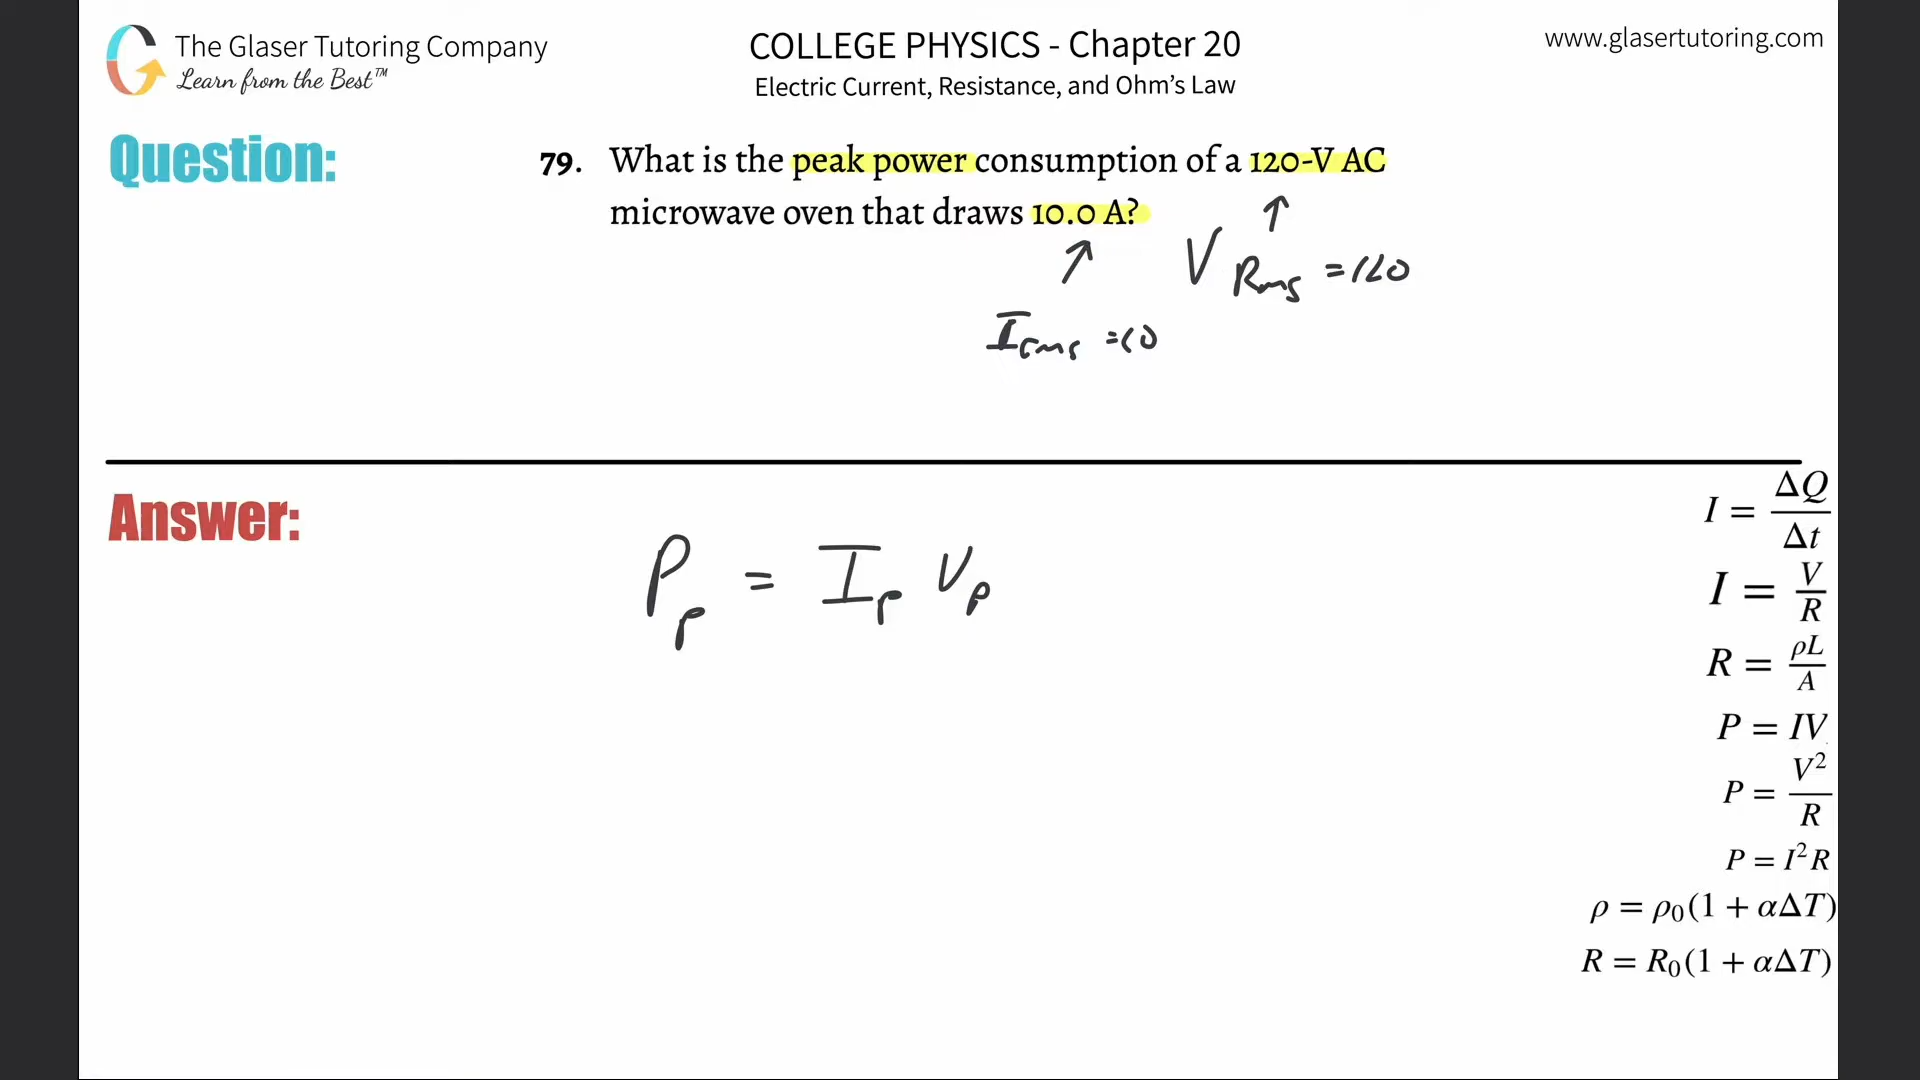 The Glaser Tutoring Company
Learn from the Best™
COLLEGE PHYSICS - Chapter 20
Electric Current, Resistance, and Ohm's Law
www.glasertutoring.com
Question:
79. What is the peak power consumption of a 120-V AC
microwave oven that draws 10.0 A?
↑
↗
V Rms = 120
Irms = 10
Answer:
Pp = Ip Vp
I = ΔQ/Δt
I = V/R
R = ρL/A
P = IV
P = V²/R
P = I²R
ρ = ρ₀(1 + αΔT)
R = R₀(1 + αΔT)